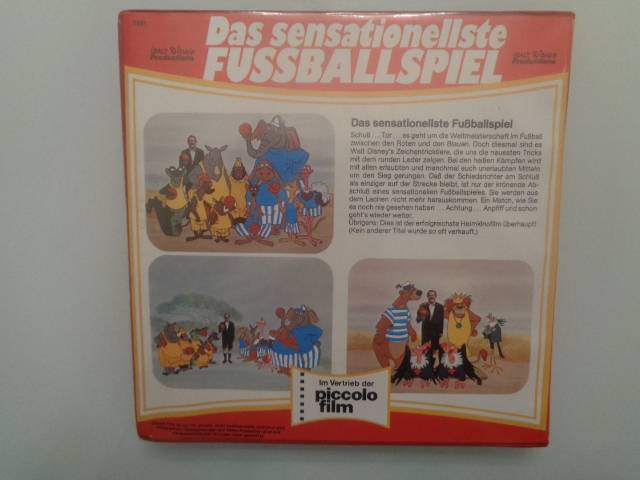 Das sensationellste
FUSSBALLSPIEL
WALT DISNEY
Productions
WALT DISNEY
Productions
Das sensationellste Fußballspiel
Schuß... Tor... es geht um die Weltmeisterschaft im Fußball
zwischen den Roten und den Blauen. Doch diesmal sind es
Walt Disney's Zeichentrickstars, die uns die neuesten Tricks
mit dem runden Leder zeigen. Bei den heißen Kämpfen wird
mit allen erlaubten und manchmal auch unerlaubten Mitteln
um den Sieg gerungen. Daß der Schiedsrichter am Schluß
als einziger auf der Strecke bleibt, ist nur der krönende Ab-
schluß eines sensationellen Fußballspieles. Sie werden aus
dem Lachen nicht mehr herauskommen. Ein Match, wie Sie
es noch nie gesehen haben... Achtung... Anpfiff und schon
geht's wieder weiter.
Übrigens: Dies ist der erfolgreichste Heimkinofilm überhaupt!
(Kein anderer Titel wurde so oft verkauft.)
Im Vertrieb der
piccolo
film